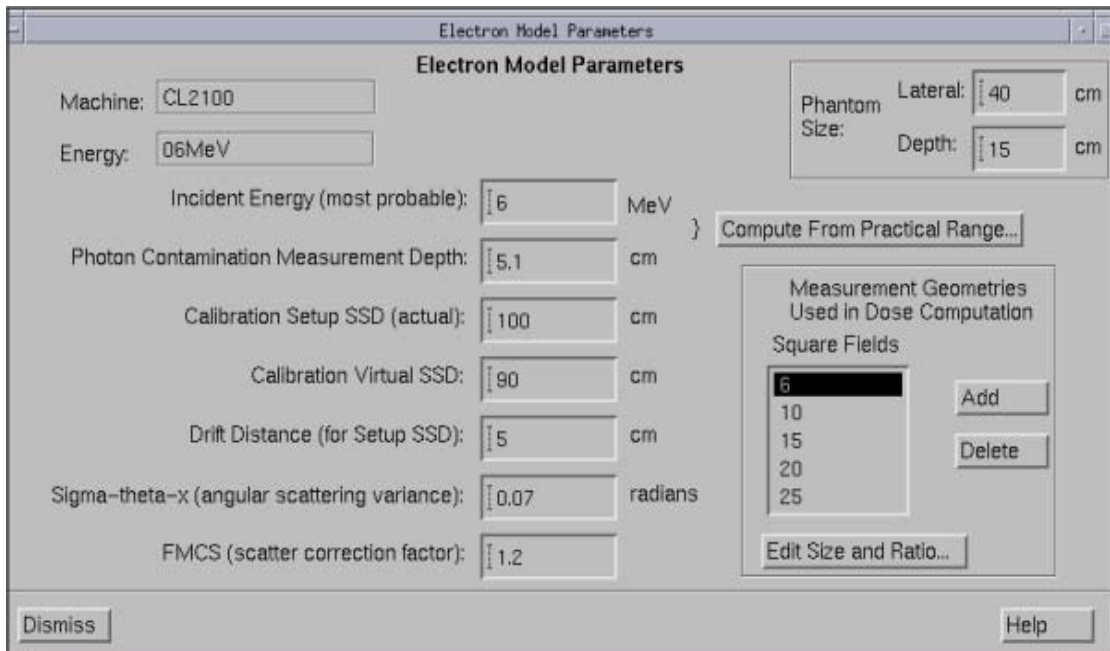 Electron Model Parameters
Electron Model Parameters
Machine: CL2100
Energy: 06MeV
Phantom Size:
Lateral: 40 cm
Depth: 15 cm
Incident Energy (most probable): 6 MeV
} Compute From Practical Range...
Photon Contamination Measurement Depth: 5.1 cm
Calibration Setup SSD (actual): 100 cm
Calibration Virtual SSD: 90 cm
Drift Distance (for Setup SSD): 5 cm
Sigma-theta-x (angular scattering variance): 0.07 radians
FMCS (scatter correction factor): 1.2
Measurement Geometries
Used in Dose Computation
Square Fields
6
10
15
20
25
Add
Delete
Edit Size and Ratio...
Dismiss
Help